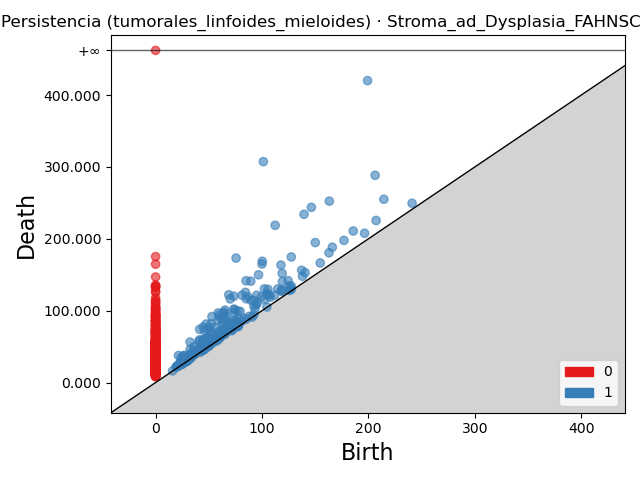 Persistencia (tumorales_linfoides_mieloides) · Stroma_ad_Dysplasia_FAHNSC
+∞
400.000
300.000
200.000
100.000
0.000
Death
0
1
0 100 200 300 400
Birth